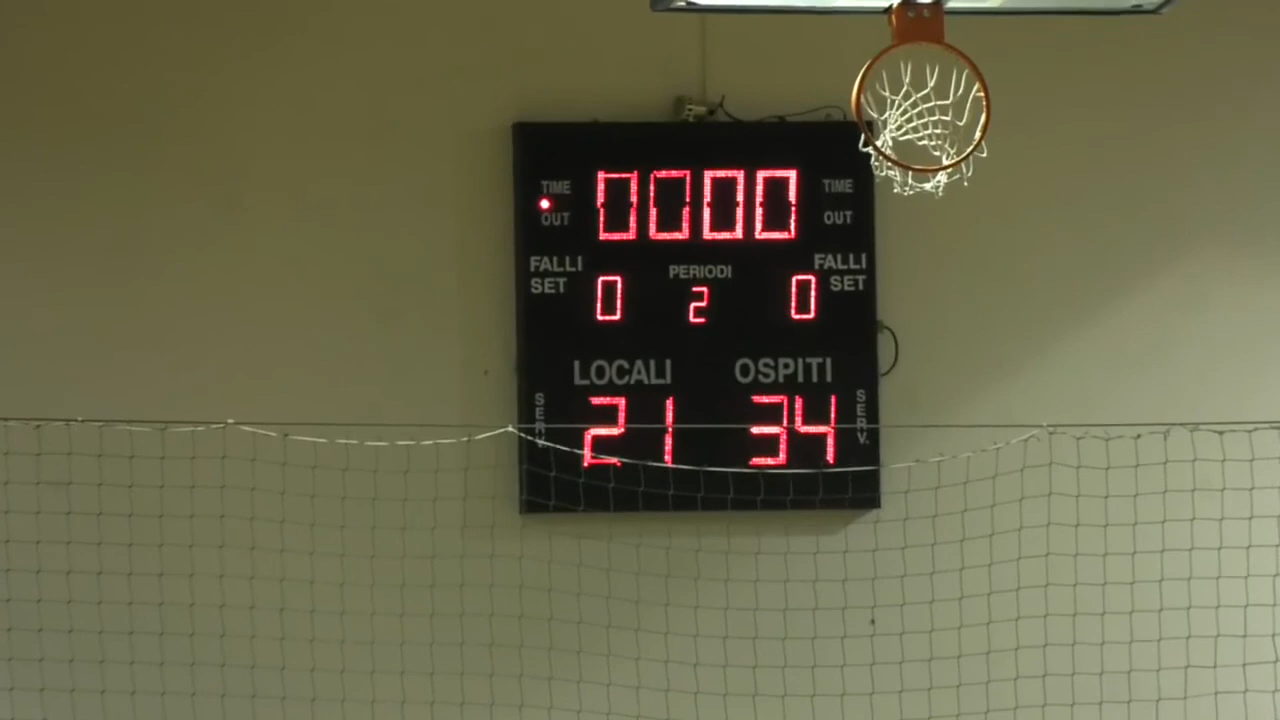 TIME OUT 0000 TIME OUT
FALLI SET 0 PERIODI 2 FALLI SET 0
LOCALI OSPITI
SERV. 21 34 SERV.